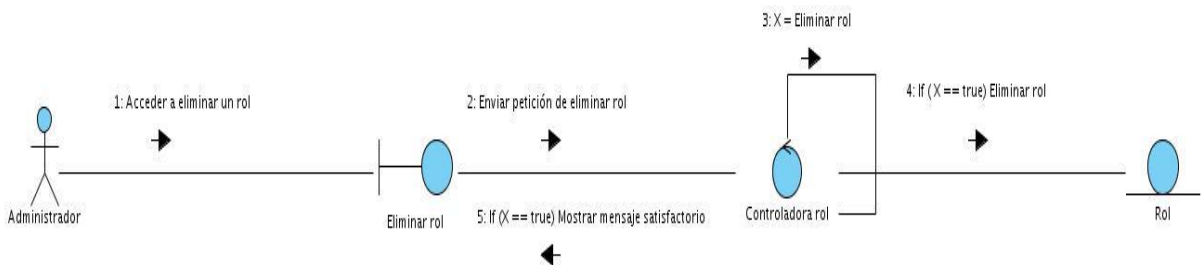 3: X = Eliminar rol
1: Acceder a eliminar un rol
2: Enviar petición de eliminar rol
4: If ( X == true) Eliminar rol
Administrador
Eliminar rol
5: If (X == true) Mostrar mensaje satisfactorio
Controladora rol
Rol